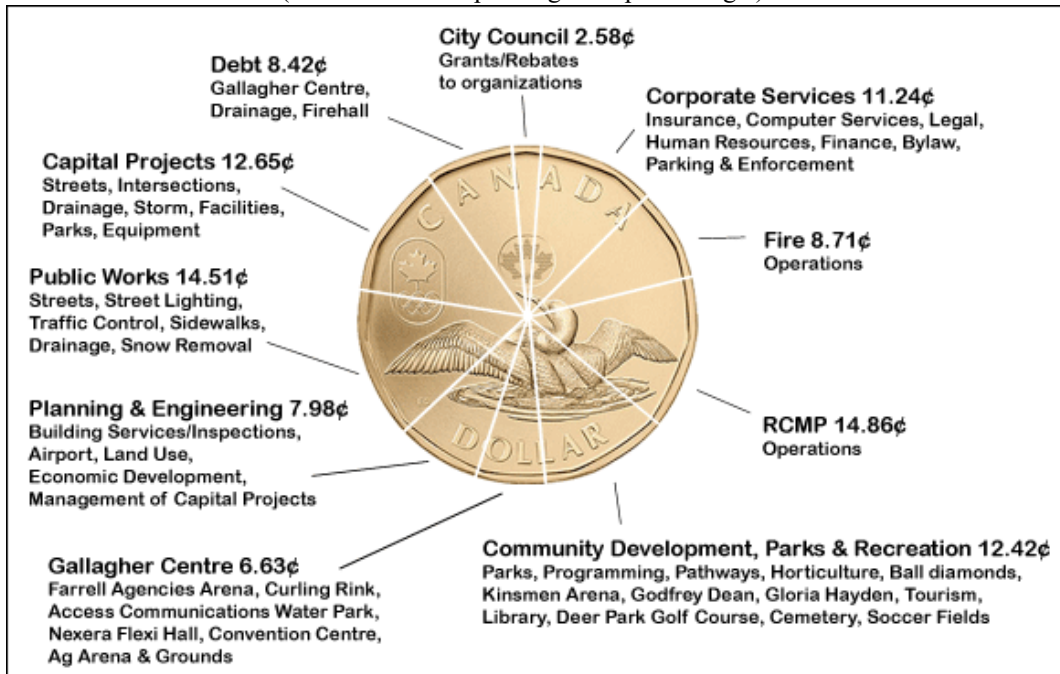 City Council 2.58¢
Grants/Rebates
to organizations
Corporate Services 11.24¢
Insurance, Computer Services, Legal,
Human Resources, Finance, Bylaw,
Parking & Enforcement
Fire 8.71¢
Operations
RCMP 14.86¢
Operations
Community Development, Parks & Recreation 12.42¢
Parks, Programming, Pathways, Horticulture, Ball diamonds,
Kinsmen Arena, Godfrey Dean, Gloria Hayden, Tourism,
Library, Deer Park Golf Course, Cemetery, Soccer Fields
Gallagher Centre 6.63¢
Farrell Agencies Arena, Curling Rink,
Access Communications Water Park,
Nexera Flexi Hall, Convention Centre,
Ag Arena & Grounds
Planning & Engineering 7.98¢
Building Services/Inspections,
Airport, Land Use,
Economic Development,
Management of Capital Projects
Public Works 14.51¢
Streets, Street Lighting,
Traffic Control, Sidewalks,
Drainage, Snow Removal
Capital Projects 12.65¢
Streets, Intersections,
Drainage, Storm, Facilities,
Parks, Equipment
Debt 8.42¢
Gallagher Centre,
Drainage, Firehall
CANADA
DOLLAR